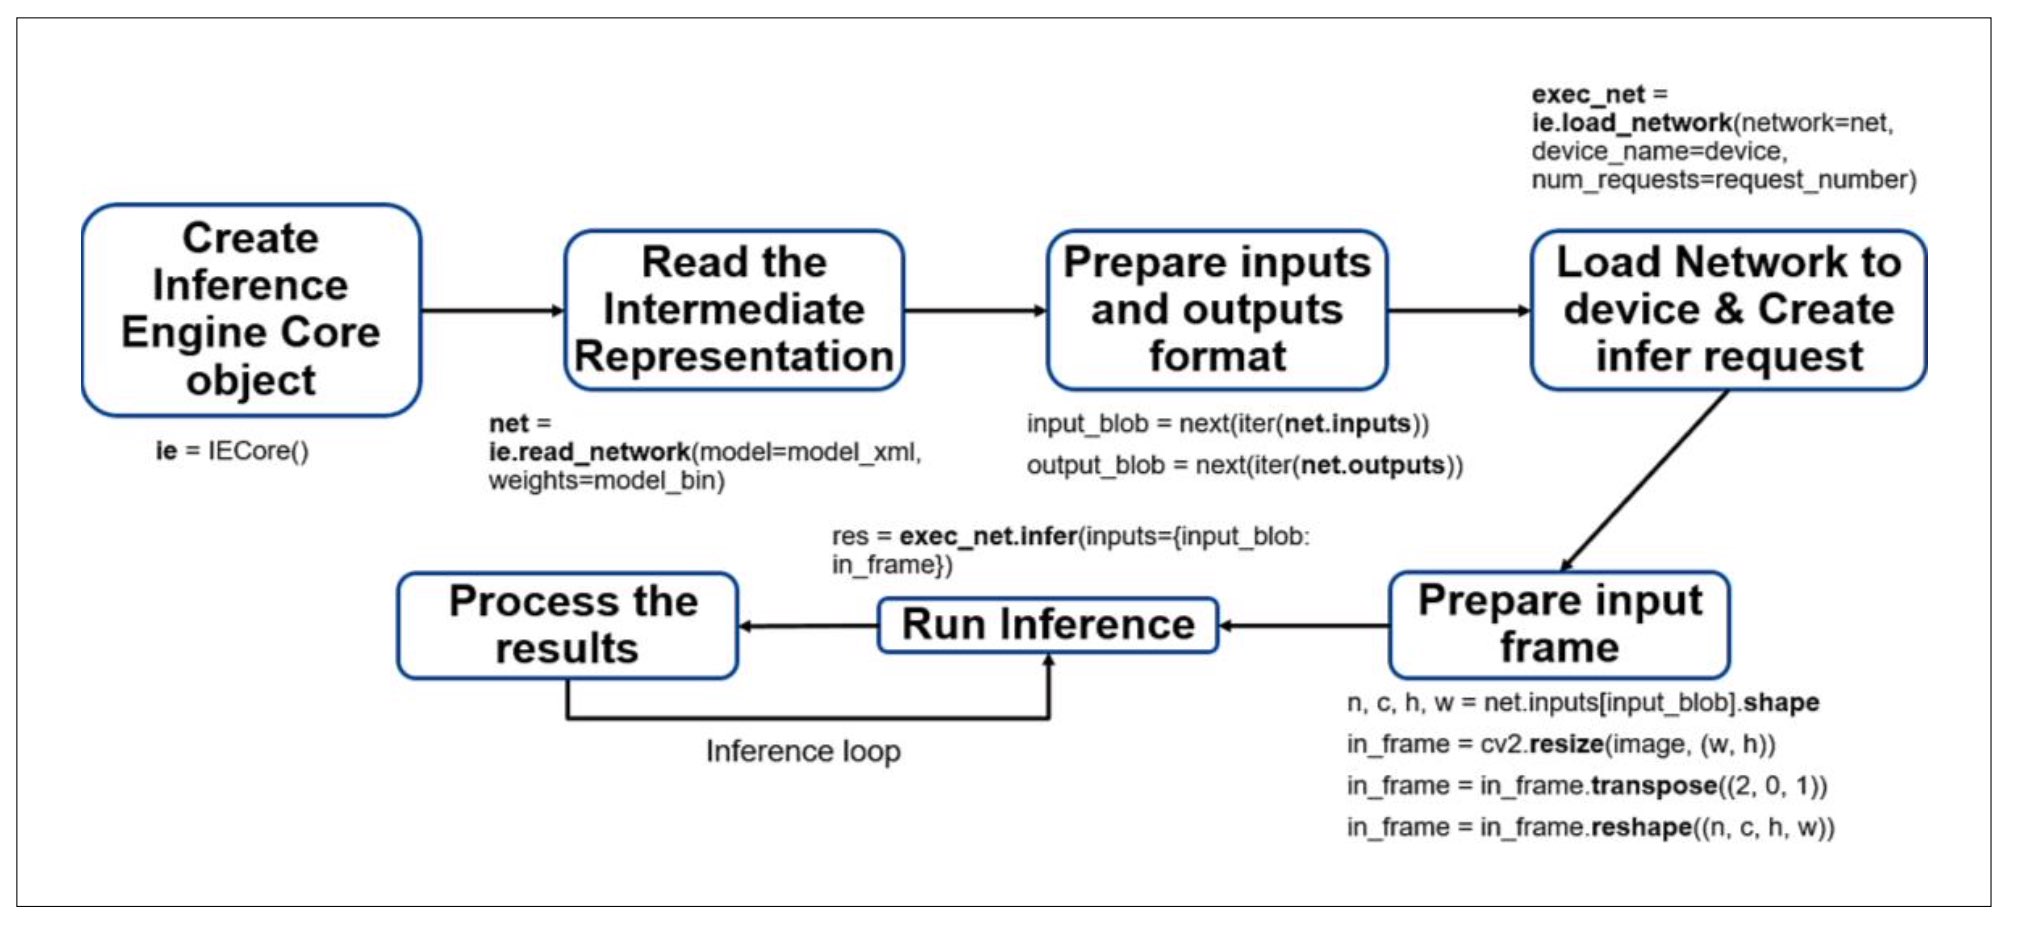 Create
Inference
Engine Core
object
ie = IECore()
Read the
Intermediate
Representation
net =
ie.read_network(model=model_xml,
weights=model_bin)
Prepare inputs
and outputs
format
input_blob = next(iter(net.inputs))
output_blob = next(iter(net.outputs))
exec_net =
ie.load_network(network=net,
device_name=device,
num_requests=request_number)
Load Network to
device & Create
infer request
Prepare input
frame
n, c, h, w = net.inputs[input_blob].shape
in_frame = cv2.resize(image, (w, h))
in_frame = in_frame.transpose((2, 0, 1))
in_frame = in_frame.reshape((n, c, h, w))
res = exec_net.infer(inputs={input_blob:
in_frame})
Run Inference
Process the
results
Inference loop